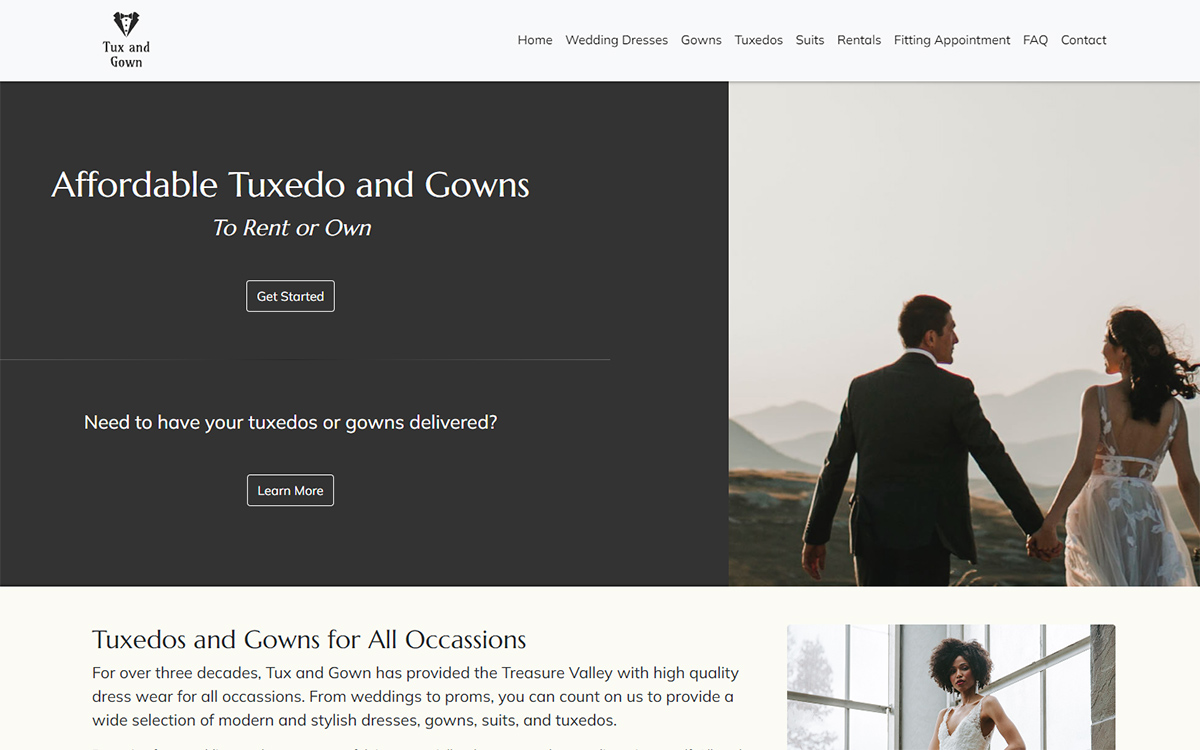 Tux and
Gown
Home Wedding Dresses Gowns Tuxedos Suits Rentals Fitting Appointment FAQ Contact
Affordable Tuxedo and Gowns
To Rent or Own
Get Started
Need to have your tuxedos or gowns delivered?
Learn More
Tuxedos and Gowns for All Occassions
For over three decades, Tux and Gown has provided the Treasure Valley with high quality
dress wear for all occassions. From weddings to proms, you can count on us to provide a
wide selection of modern and stylish dresses, gowns, suits, and tuxedos.